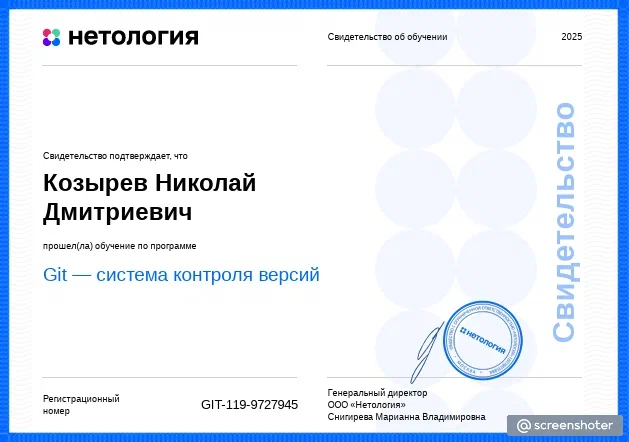 нетология
Свидетельство об обучении
2025
Свидетельство подтверждает, что
Козырев Николай
Дмитриевич
прошел(ла) обучение по программе
Git — система контроля версий
Свидетельство
нетология
МОСКВА
Регистрационный
номер
GIT-119-9727945
Генеральный директор
ООО «Нетология»
Снигирева Марианна Владимировна
@ screenshoter